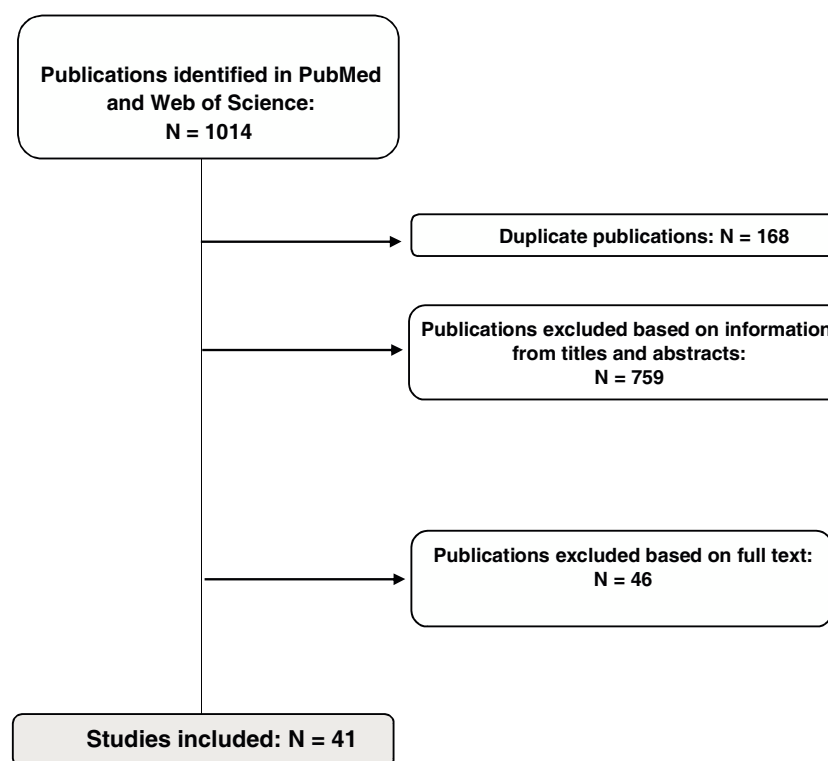 Publications identified in PubMed
and Web of Science:
N = 1014
Duplicate publications: N = 168
Publications excluded based on information
from titles and abstracts:
N = 759
Publications excluded based on full text:
N = 46
Studies included: N = 41